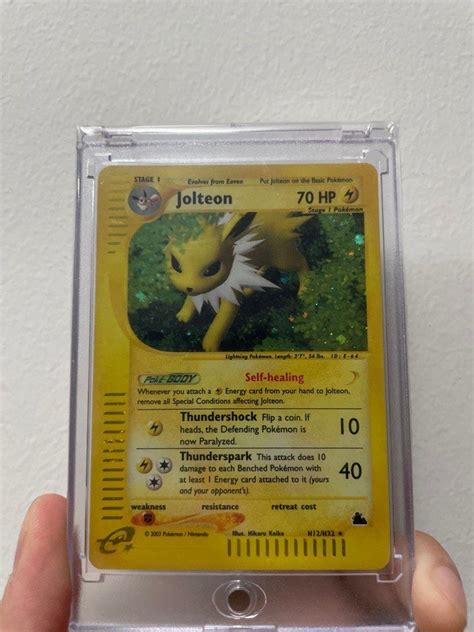 STAGE 1 Evolves from Eevee Put Jolteon on the Basic Pokémon
Jolteon 70 HP
Stage 1 Pokémon
Lightning Pokémon. Length: 2'7", 54 lbs. ID: E-64
POKé-BODY Self-healing
Whenever you attach a Energy card from your hand to Jolteon,
remove all Special Conditions affecting Jolteon.
Thundershock Flip a coin. If
heads, the Defending Pokémon is
now Paralyzed.
10
Thunderspark This attack does 10
damage to each Benched Pokémon with
at least 1 Energy card attached to it (yours
and your opponent's).
40
weakness resistance retreat cost
Illus. Hikaru Koike
© 2003 Pokémon / Nintendo
H12/H32